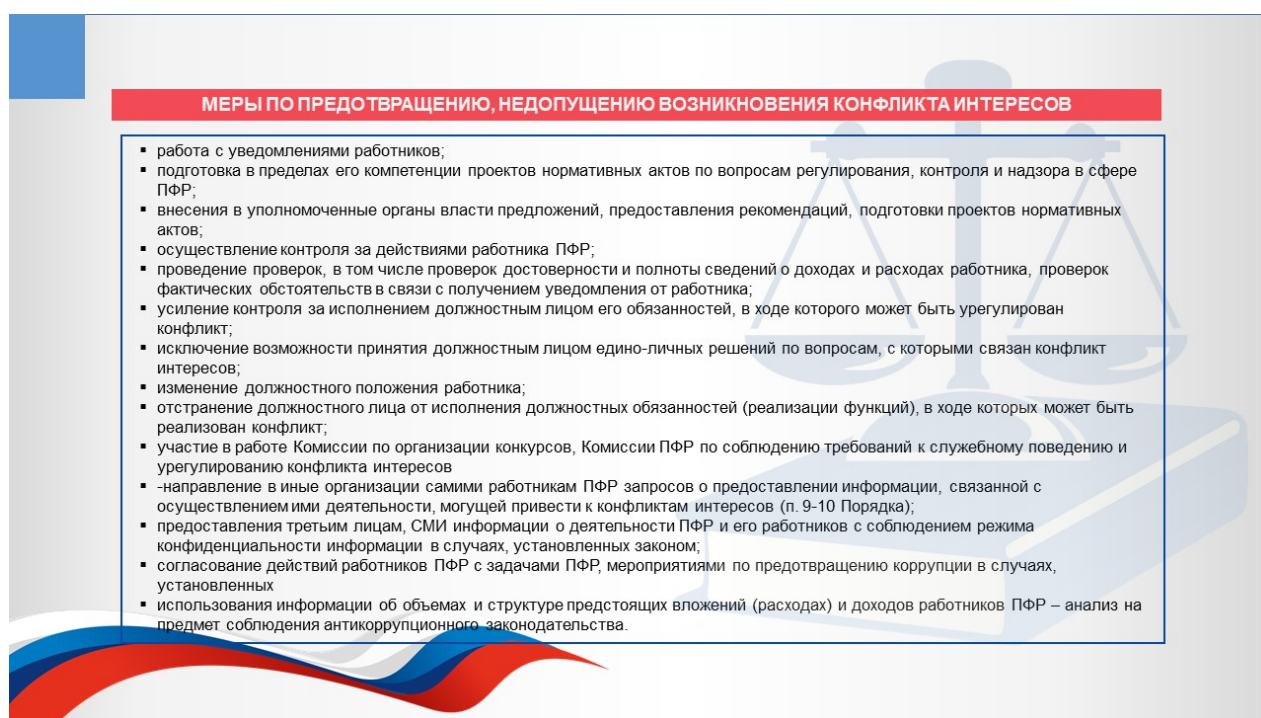 МЕРЫ ПО ПРЕДОТВРАЩЕНИЮ, НЕДОПУЩЕНИЮ ВОЗНИКНОВЕНИЯ КОНФЛИКТА ИНТЕРЕСОВ
▪ работа с уведомлениями работников;
▪ подготовка в пределах его компетенции проектов нормативных актов по вопросам регулирования, контроля и надзора в сфере
ПФР;
▪ внесения в уполномоченные органы власти предложений, предоставления рекомендаций, подготовки проектов нормативных
актов;
▪ осуществление контроля за действиями работника ПФР;
▪ проведение проверок, в том числе проверок достоверности и полноты сведений о доходах и расходах работника, проверок
фактических обстоятельств в связи с получением уведомления от работника;
▪ усиление контроля за исполнением должностным лицом его обязанностей, в ходе которого может быть урегулирован
конфликт;
▪ исключение возможности принятия должностным лицом едино-личных решений по вопросам, с которыми связан конфликт
интересов;
▪ изменение должностного положения работника;
▪ отстранение должностного лица от исполнения должностных обязанностей (реализации функций), в ходе которых может быть
реализован конфликт;
▪ участие в работе Комиссии по организации конкурсов, Комиссии ПФР по соблюдению требований к служебному поведению и
урегулированию конфликта интересов
▪ -направление в иные организации самими работникам ПФР запросов о предоставлении информации, связанной с
осуществлением ими деятельности, могущей привести к конфликтам интересов (п. 9-10 Порядка);
▪ предоставления третьим лицам, СМИ информации о деятельности ПФР и его работников с соблюдением режима
конфиденциальности информации в случаях, установленных законом;
▪ согласование действий работников ПФР с задачами ПФР, мероприятиями по предотвращению коррупции в случаях,
установленных
▪ использования информации об объемах и структуре предстоящих вложений (расходах) и доходов работников ПФР – анализ на
предмет соблюдения антикоррупционного законодательства.